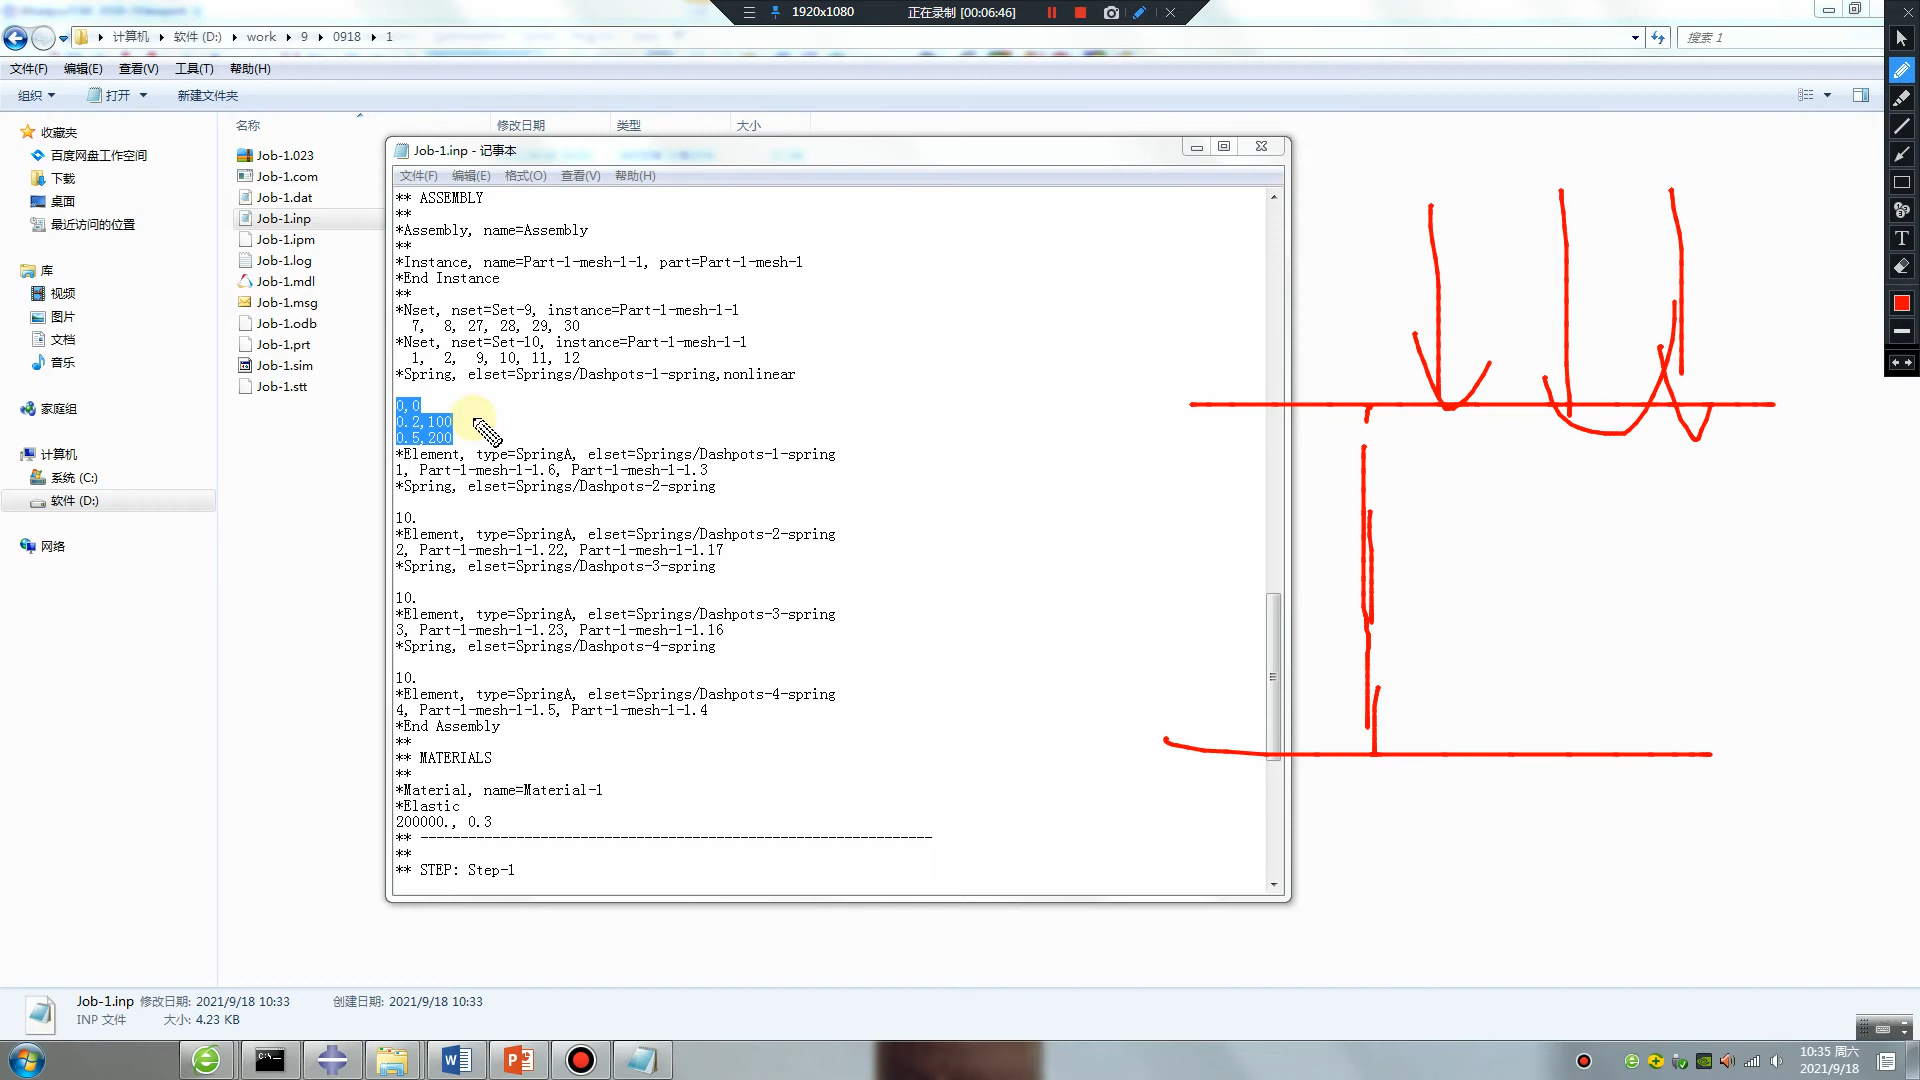 1920x1080
正在录制 [00:06:46]
计算机 软件 (D:) work 9 0918 1
搜索 1
文件(F) 编辑(E) 查看(V) 工具(T) 帮助(H)
组织 打开 新建文件夹
名称 修改日期 类型 大小
收藏夹
百度网盘工作空间
下载
桌面
最近访问的位置
库
视频
图片
文档
音乐
家庭组
计算机
系统 (C:)
软件 (D:)
网络
Job-1.023
Job-1.com
Job-1.dat
Job-1.inp
Job-1.ipm
Job-1.log
Job-1.mdl
Job-1.msg
Job-1.odb
Job-1.prt
Job-1.sim
Job-1.stt
Job-1.inp - 记事本
文件(F) 编辑(E) 格式(O) 查看(V) 帮助(H)
** ASSEMBLY
**
*Assembly, name=Assembly
**
*Instance, name=Part-1-mesh-1-1, part=Part-1-mesh-1
*End Instance
**
*Nset, nset=Set-9, instance=Part-1-mesh-1-1
7, 8, 27, 28, 29, 30
*Nset, nset=Set-10, instance=Part-1-mesh-1-1
1, 2, 9, 10, 11, 12
*Spring, elset=Springs/Dashpots-1-spring,nonlinear
0,0
0.2,100
0.5,200
*Element, type=SpringA, elset=Springs/Dashpots-1-spring
1, Part-1-mesh-1-1.6, Part-1-mesh-1-1.3
*Spring, elset=Springs/Dashpots-2-spring
10.
*Element, type=SpringA, elset=Springs/Dashpots-2-spring
2, Part-1-mesh-1-1.22, Part-1-mesh-1-1.17
*Spring, elset=Springs/Dashpots-3-spring
10.
*Element, type=SpringA, elset=Springs/Dashpots-3-spring
3, Part-1-mesh-1-1.23, Part-1-mesh-1-1.16
*Spring, elset=Springs/Dashpots-4-spring
10.
*Element, type=SpringA, elset=Springs/Dashpots-4-spring
4, Part-1-mesh-1-1.5, Part-1-mesh-1-1.4
*End Assembly
**
** MATERIALS
**
*Material, name=Material-1
*Elastic
200000., 0.3
** ----------------------------------------------------------------
**
** STEP: Step-1
Job-1.inp 修改日期: 2021/9/18 10:33 创建日期: 2021/9/18 10:33
INP 文件 大小: 4.23 KB
10:35 周六
2021/9/18